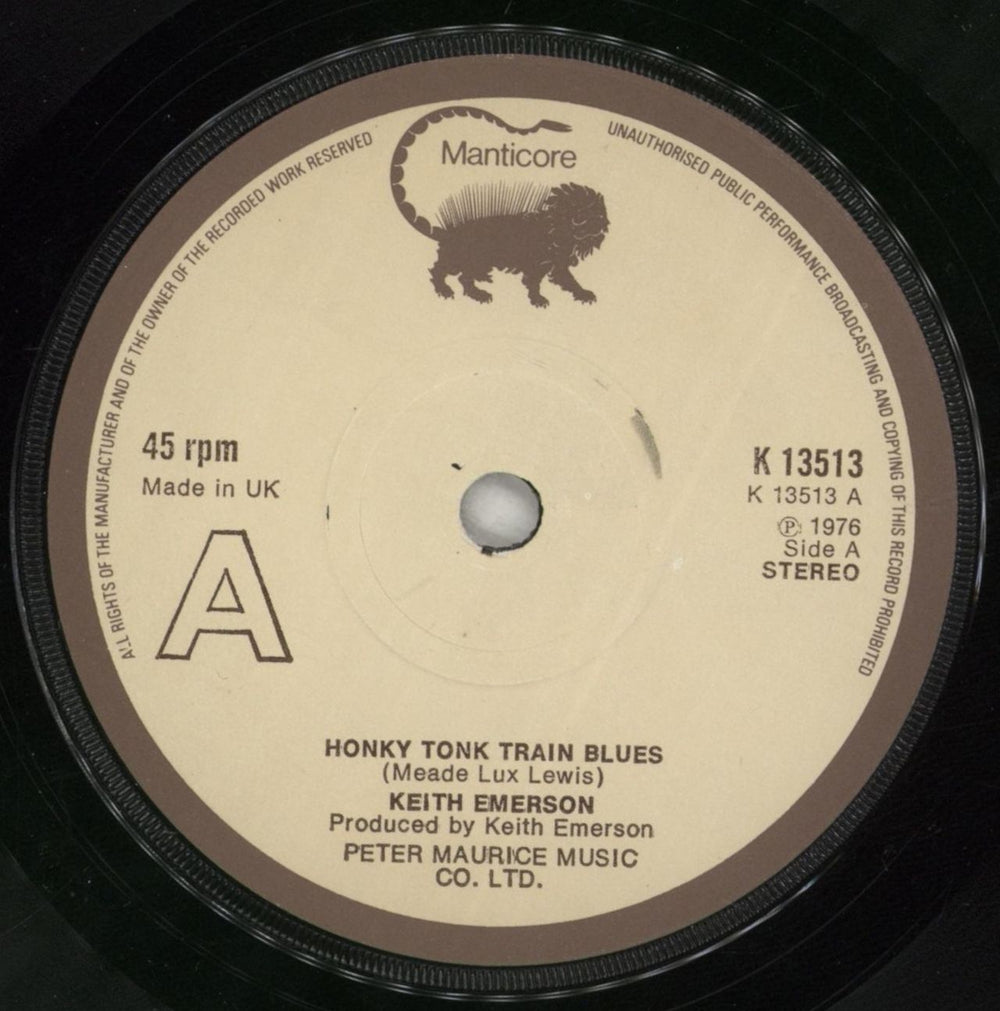 Manticore
ALL RIGHTS OF THE MANUFACTURER AND OF THE OWNER OF THE RECORDED WORK RESERVED
UNAUTHORISED PUBLIC PERFORMANCE BROADCASTING AND COPYING OF THIS RECORD PROHIBITED
45 rpm
Made in UK
A
K 13513
K 13513 A
℗ 1976
Side A
STEREO
HONKY TONK TRAIN BLUES
(Meade Lux Lewis)
KEITH EMERSON
Produced by Keith Emerson
PETER MAURICE MUSIC
CO. LTD.